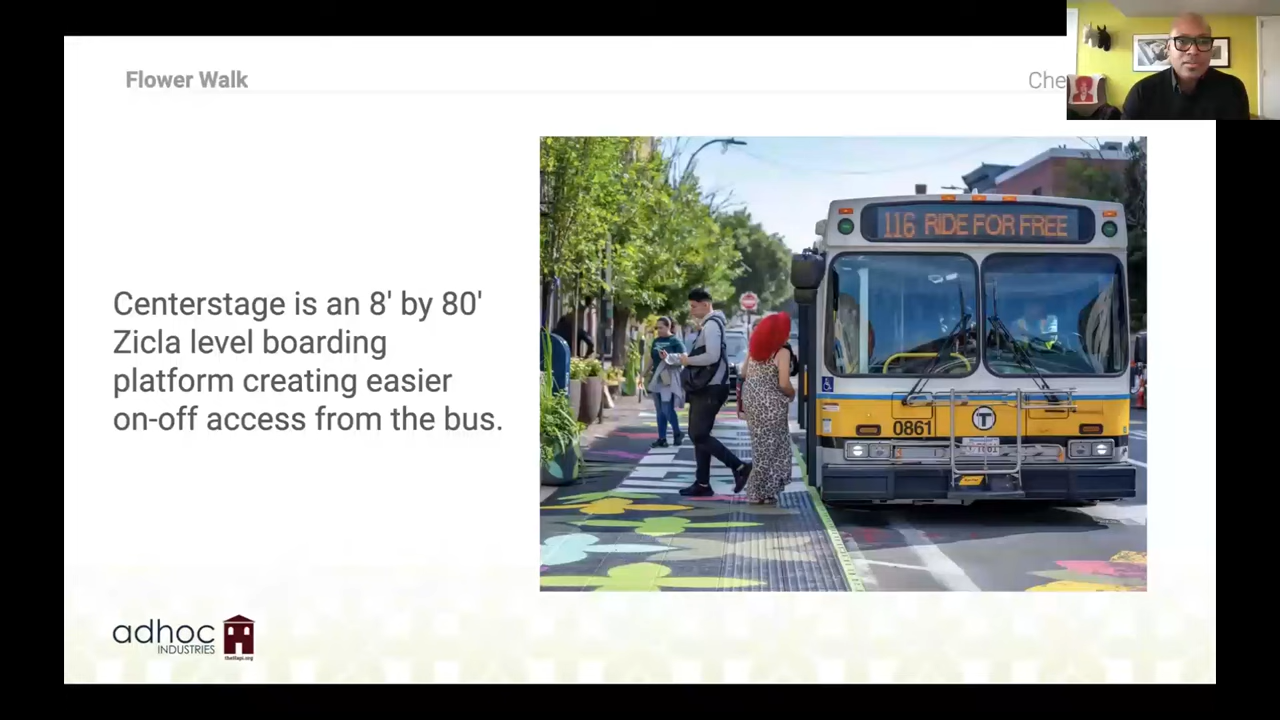 Flower Walk
Che
Centerstage is an 8' by 80'
Zicla level boarding
platform creating easier
on-off access from the bus.
116 RIDE FOR FREE
0861
T
adhoc
INDUSTRIES